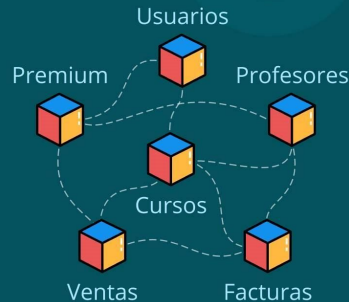 Usuarios
Premium
Profesores
Cursos
Ventas
Facturas